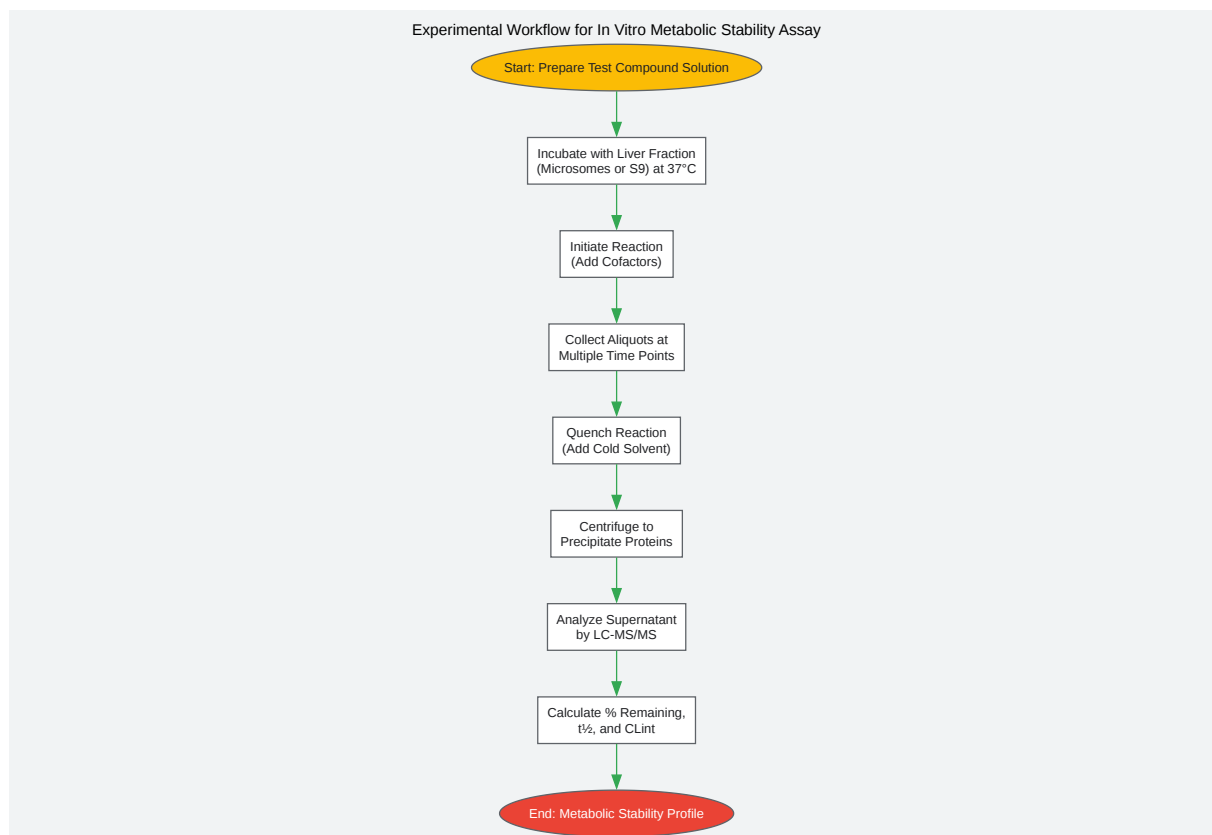 Experimental Workflow for In Vitro Metabolic Stability Assay
Start: Prepare Test Compound Solution
Incubate with Liver Fraction
(Microsomes or S9) at 37°C
Initiate Reaction
(Add Cofactors)
Collect Aliquots at
Multiple Time Points
Quench Reaction
(Add Cold Solvent)
Centrifuge to
Precipitate Proteins
Analyze Supernatant
by LC-MS/MS
Calculate % Remaining,
t½, and CLint
End: Metabolic Stability Profile